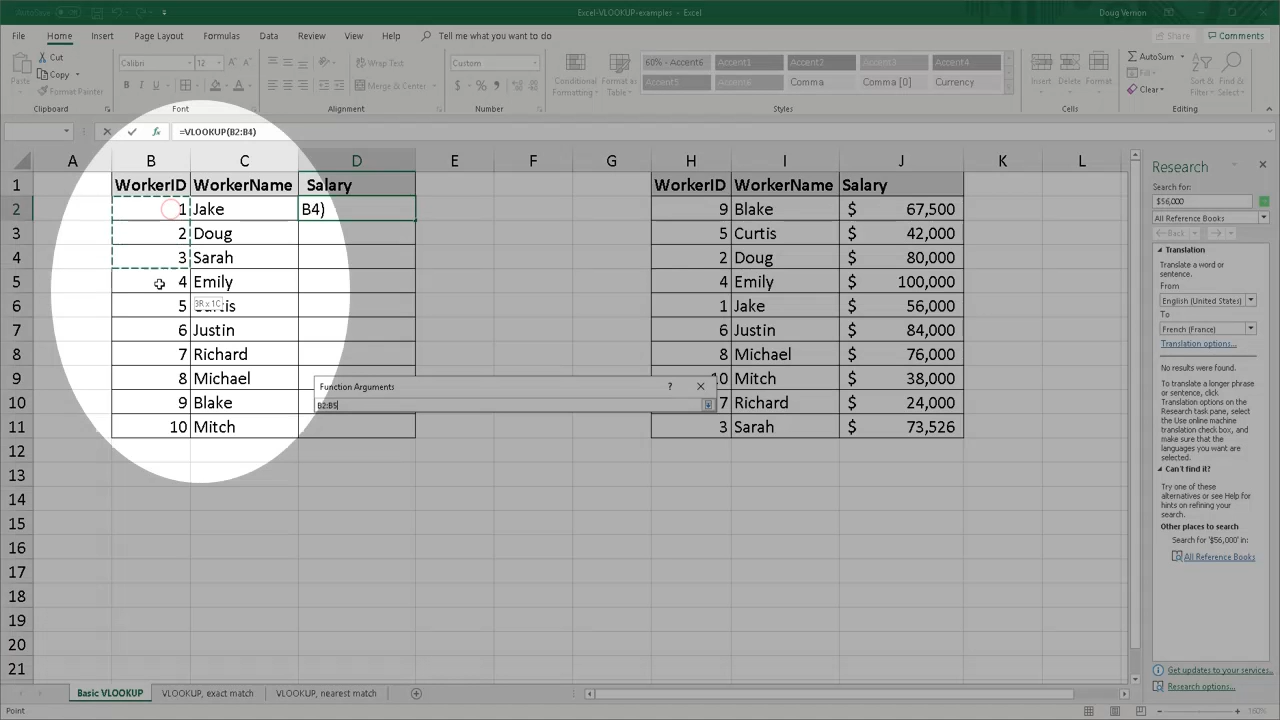 AutoSave Off
Excel-VLOOKUP-examples - Excel
Doug Vernon
File Home Insert Page Layout Formulas Data Review View Help Tell me what you want to do Share Comments
Paste Cut Copy Format Painter
Calibri 12 A A
B I U
Wrap Text
Merge & Center
Custom
$ %
Conditional Formatting Format as Table
60% - Accent6 Accent1 Accent2 Accent3 Accent4
Accent5 Accent6 Comma Comma [0] Currency
Insert Delete Format
AutoSum Fill Clear
Sort & Filter Find & Select
Clipboard Font Alignment Number Styles Cells Editing
fx =VLOOKUP(B2:B4)
A B C D E F G H I J K L
1 WorkerID WorkerName Salary WorkerID WorkerName Salary
2 1 Jake B4) 9 Blake $ 67,500
3 2 Doug 5 Curtis $ 42,000
4 3 Sarah 2 Doug $ 80,000
5 4 Emily 4 Emily $ 100,000
6 5 3R x 1C is 1 Jake $ 56,000
7 6 Justin 6 Justin $ 84,000
8 7 Richard 8 Michael $ 76,000
9 8 Michael 10 Mitch $ 38,000
10 9 Blake 7 Richard $ 24,000
11 10 Mitch 3 Sarah $ 73,526
12
13
14
15
16
17
18
19
20
21
Function Arguments ?
B2:B5
Research
Search for:
$56,000
All Reference Books
Back
Translation
Translate a word or
sentence.
From
English (United States)
To
French (France)
Translation options...
No results were found.
To translate a longer phrase
or sentence, click
Translation options on the
Research task pane, select
the Use online machine
translation check box, and
make sure that the
languages you want are
selected.
Can't find it?
Try one of these
alternatives or see Help for
hints on refining your
search.
Other places to search
Search for '$56,000' in:
All Reference Books
Get updates to your services..
Research options...
Basic VLOOKUP VLOOKUP, exact match VLOOKUP, nearest match
Point
160%